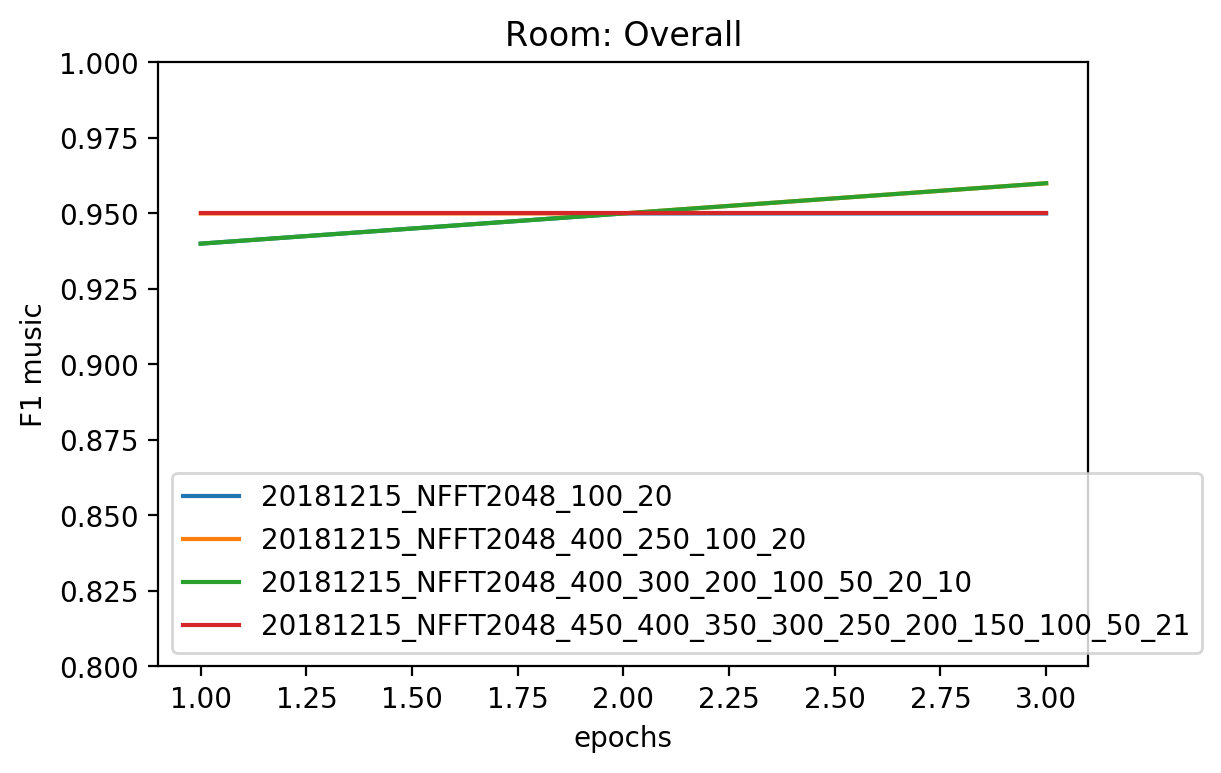 Room: Overall
1.000
0.975
0.950
0.925
0.900
0.875
0.850
0.825
0.800
F1 music
20181215_NFFT2048_100_20
20181215_NFFT2048_400_250_100_20
20181215_NFFT2048_400_300_200_100_50_20_10
20181215_NFFT2048_450_400_350_300_250_200_150_100_50_21
1.00 1.25 1.50 1.75 2.00 2.25 2.50 2.75 3.00
epochs